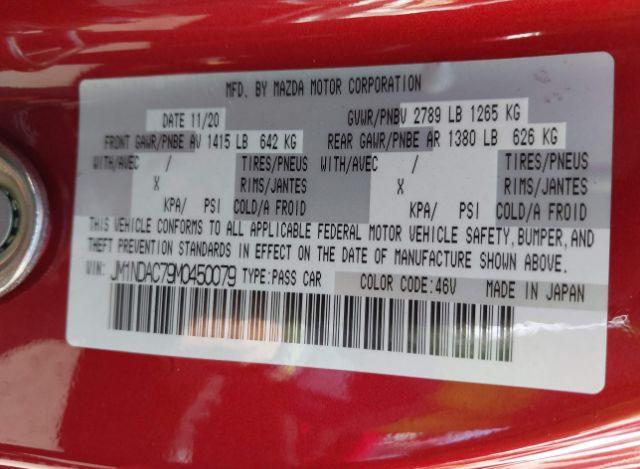 MFD. BY MAZDA MOTOR CORPORATION
DATE 11/20 GVWR/PNBV 2789 LB 1265 KG
FRONT GAWR/PNBE AV 1415 LB 642 KG REAR GAWR/PNBE AR 1380 LB 626 KG
WITH/AVEC / TIRES/PNEUS WITH/AVEC / TIRES/PNEUS
X RIMS/JANTES X RIMS/JANTES
KPA/ PSI COLD/A FROID KPA/ PSI COLD/A FROID
THIS VEHICLE CONFORMS TO ALL APPLICABLE FEDERAL MOTOR VEHICLE SAFETY, BUMPER, AND
THEFT PREVENTION STANDARDS IN EFFECT ON THE DATE OF MANUFACTURE SHOWN ABOVE.
VIN: JM1NDAC79M0450079 TYPE:PASS CAR COLOR CODE:46V MADE IN JAPAN